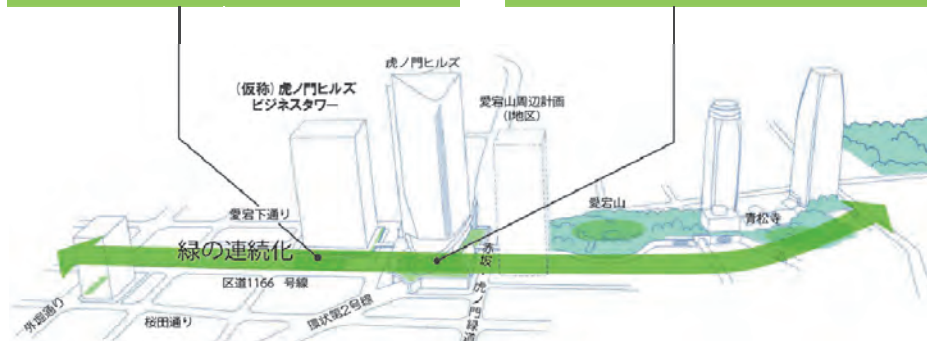 虎ノ門ヒルズ
(仮称) 虎ノ門ヒルズ
ビジネスタワー
愛宕山周辺計画
(I地区)
愛宕山
愛宕下通り
青松寺
緑の連続化
赤坂・虎ノ門緑道
区道1166 号線
外堀通り
桜田通り
環状第2号線